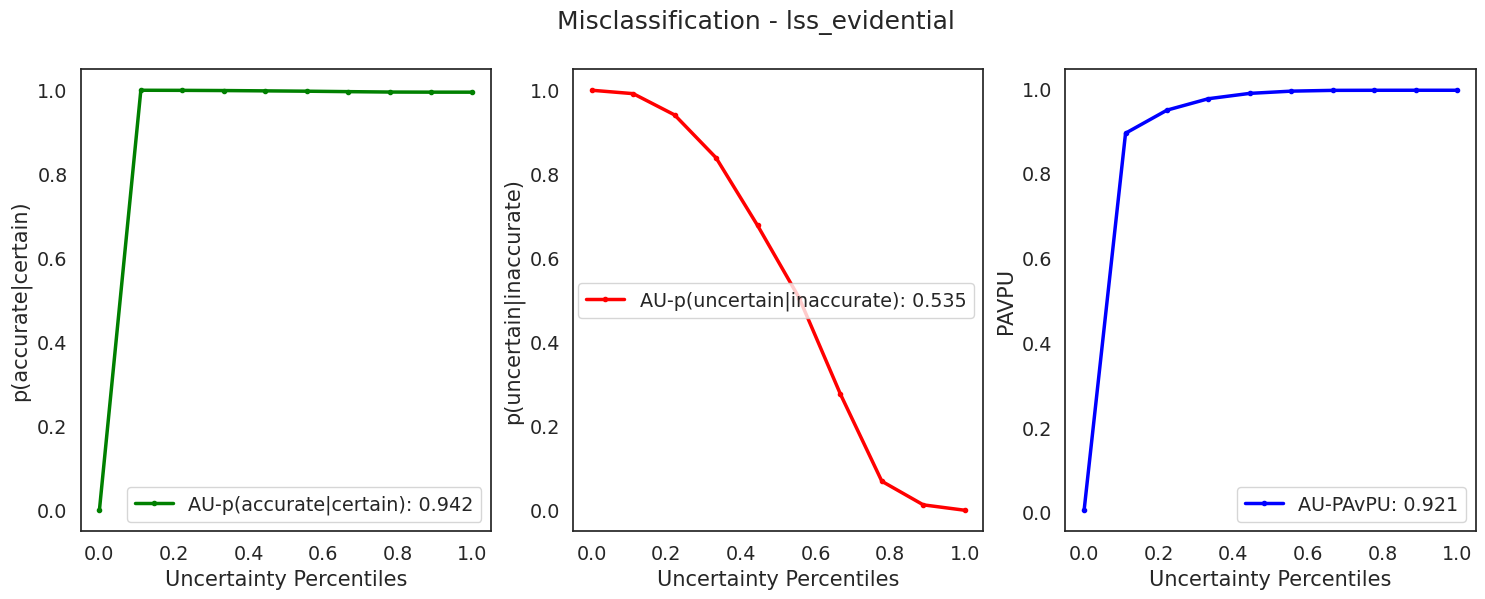 Misclassification - lss_evidential
p(accurate|certain)
1.0
0.8
0.6
0.4
0.2
0.0
AU-p(accurate|certain): 0.942
0.0 0.2 0.4 0.6 0.8 1.0
Uncertainty Percentiles
p(uncertain|inaccurate)
1.0
0.8
0.6
0.4
0.2
0.0
AU-p(uncertain|inaccurate): 0.535
0.0 0.2 0.4 0.6 0.8 1.0
Uncertainty Percentiles
PAVPU
1.0
0.8
0.6
0.4
0.2
0.0
AU-PAvPU: 0.921
0.0 0.2 0.4 0.6 0.8 1.0
Uncertainty Percentiles